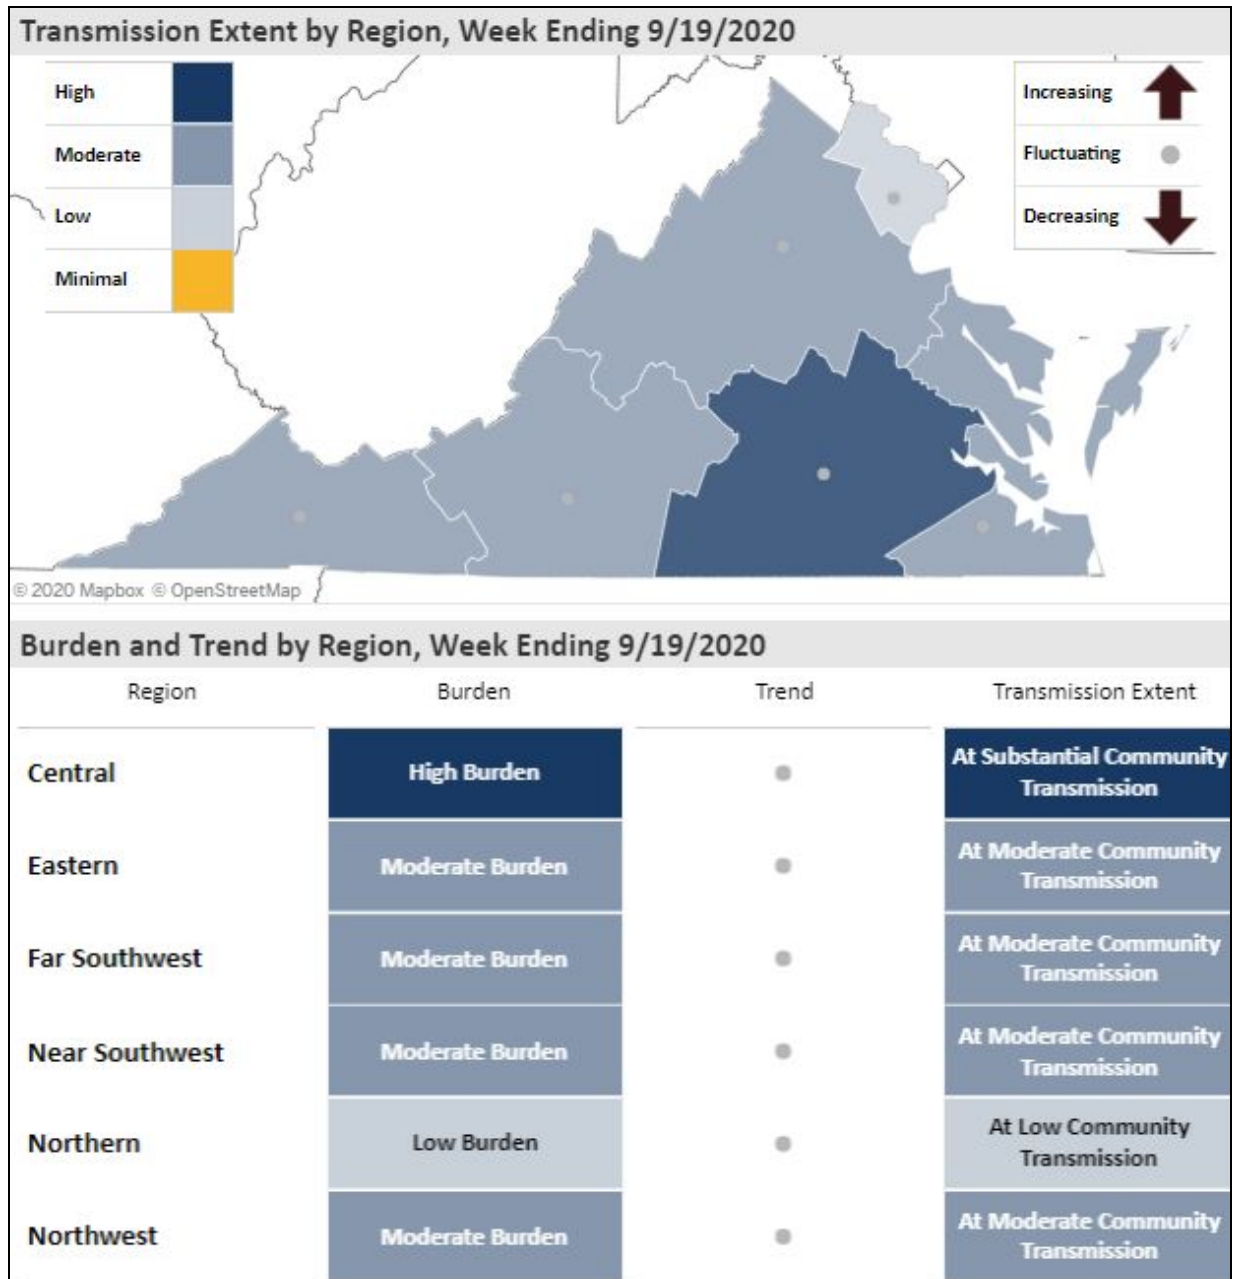 Transmission Extent by Region, Week Ending 9/19/2020
High
Moderate
Low
Minimal
Increasing
Fluctuating
Decreasing
© 2020 Mapbox © OpenStreetMap
Burden and Trend by Region, Week Ending 9/19/2020
Region Burden Trend Transmission Extent
Central High Burden At Substantial Community
Transmission
Eastern Moderate Burden At Moderate Community
Transmission
Far Southwest Moderate Burden At Moderate Community
Transmission
Near Southwest Moderate Burden At Moderate Community
Transmission
Northern Low Burden At Low Community
Transmission
Northwest Moderate Burden At Moderate Community
Transmission